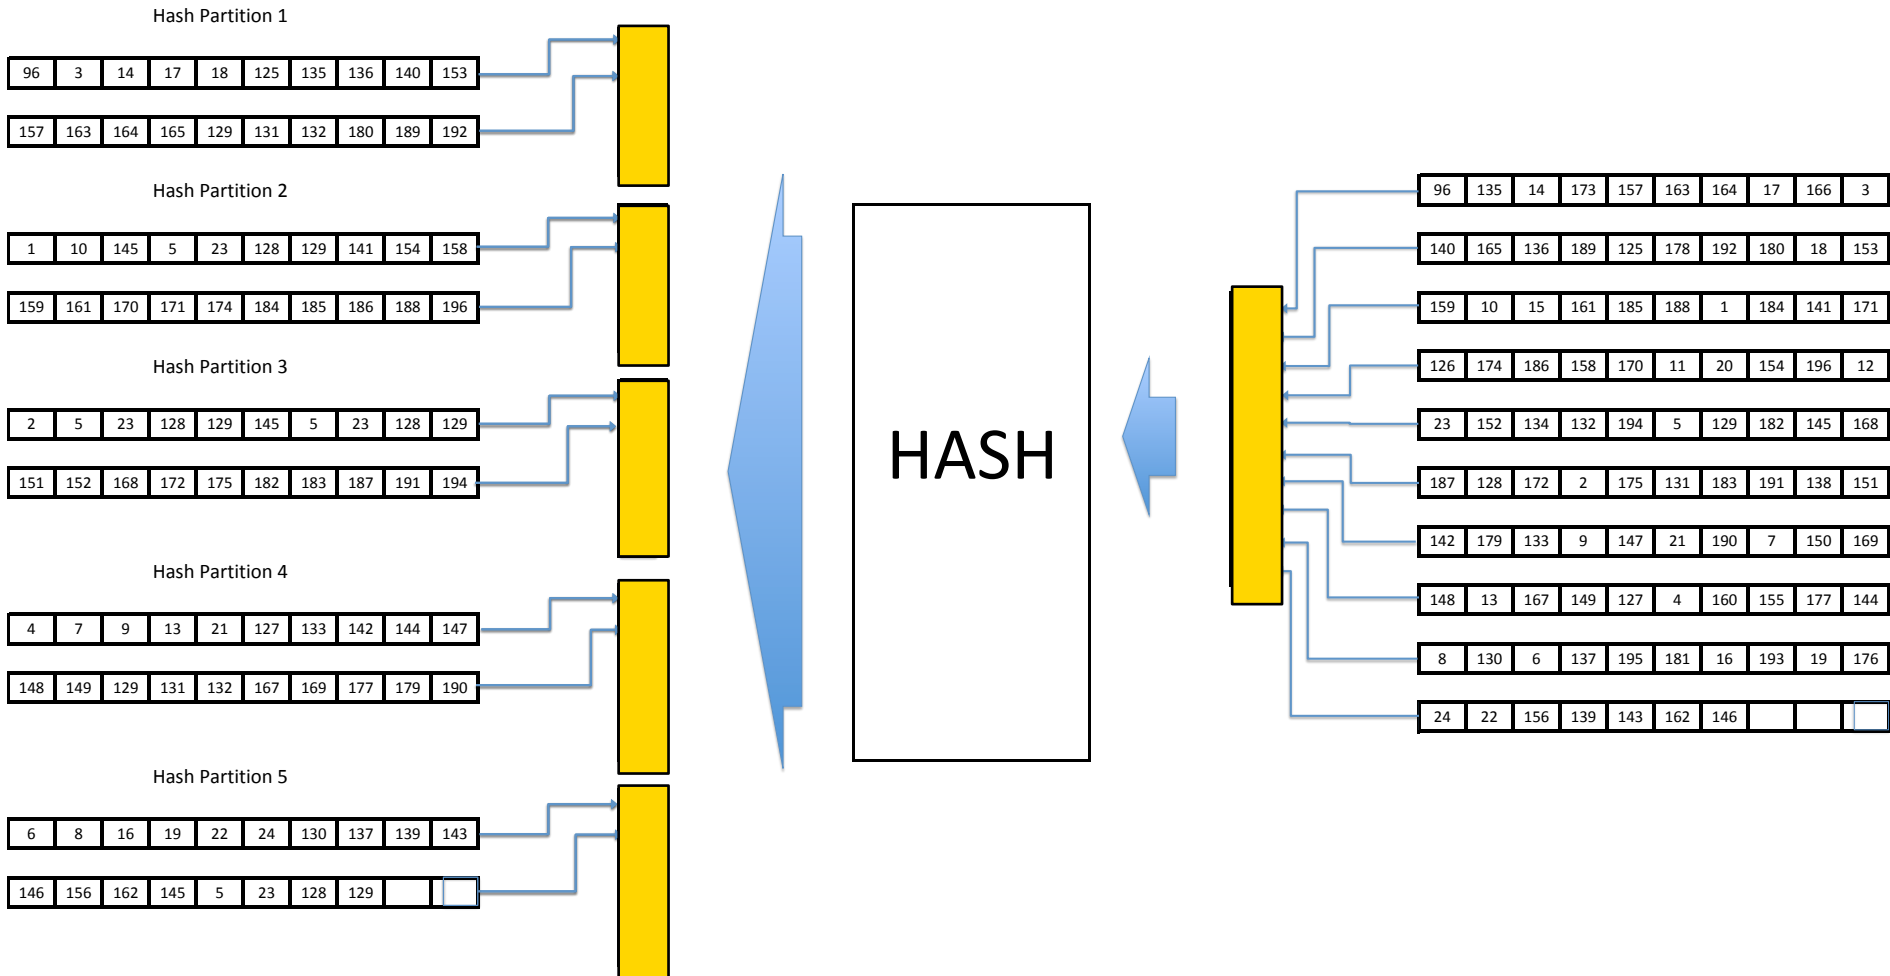 Hash Partition 1
96 3 14 17 18 125 135 136 140 153
157 163 164 165 129 131 132 180 189 192
Hash Partition 2
1 10 145 5 23 128 129 141 154 158
159 161 170 171 174 184 185 186 188 196
Hash Partition 3
2 5 23 128 129 145 5 23 128 129
151 152 168 172 175 182 183 187 191 194
Hash Partition 4
4 7 9 13 21 127 133 142 144 147
148 149 129 131 132 167 169 177 179 190
Hash Partition 5
6 8 16 19 22 24 130 137 139 143
146 156 162 145 5 23 128 129
HASH
96 135 14 173 157 163 164 17 166 3
140 165 136 189 125 178 192 180 18 153
159 10 15 161 185 188 1 184 141 171
126 174 186 158 170 11 20 154 196 12
23 152 134 132 194 5 129 182 145 168
187 128 172 2 175 131 183 191 138 151
142 179 133 9 147 21 190 7 150 169
148 13 167 149 127 4 160 155 177 144
8 130 6 137 195 181 16 193 19 176
24 22 156 139 143 162 146